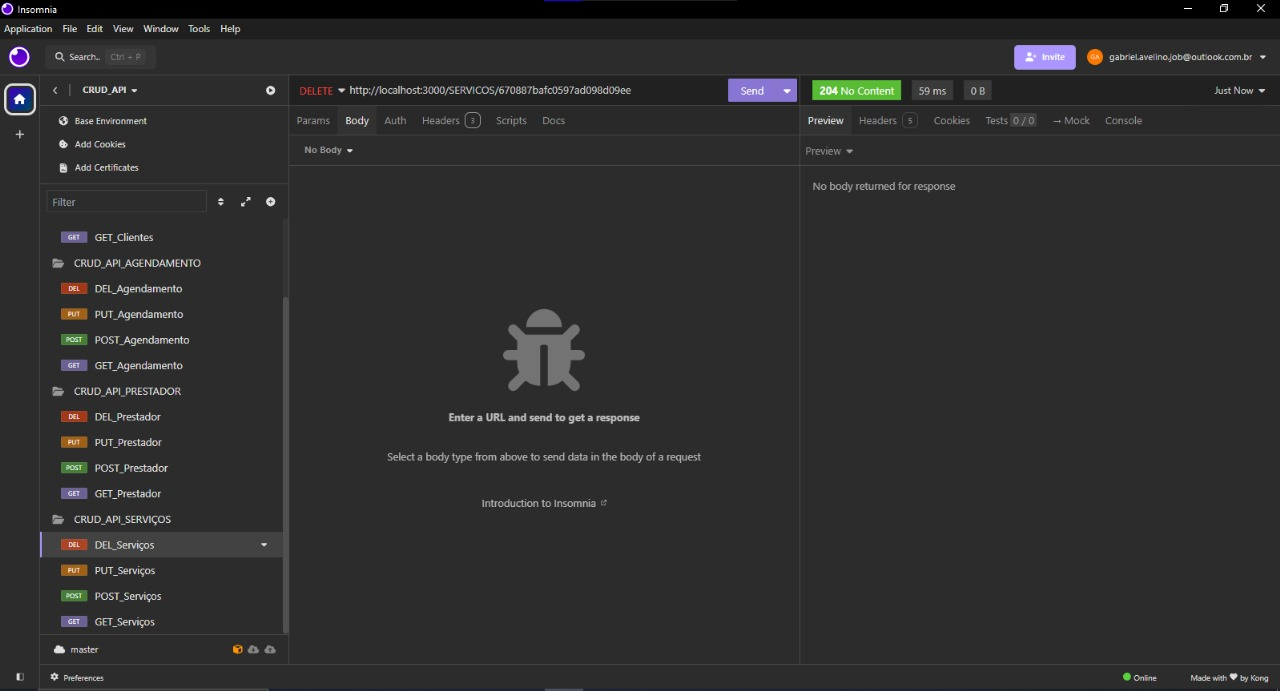 Insomnia
Application File Edit View Window Tools Help
Search.. Ctrl + P
Invite
GA gabriel.avelino.job@outlook.com.br
CRUD_API
DELETE http://localhost:3000/SERVICOS/670887bafc0597ad098d09ee
Send
204 No Content 59 ms 0 B
Just Now
Base Environment
Add Cookies
Add Certificates
Params Body Auth Headers 3 Scripts Docs
Preview Headers 5 Cookies Tests 0 / 0 → Mock Console
No Body
Preview
No body returned for response
Filter
GET GET_Clientes
CRUD_API_AGENDAMENTO
DEL DEL_Agendamento
PUT PUT_Agendamento
POST POST_Agendamento
GET GET_Agendamento
CRUD_API_PRESTADOR
DEL DEL_Prestador
PUT PUT_Prestador
POST POST_Prestador
GET GET_Prestador
CRUD_API_SERVIÇOS
DEL DEL_Serviços
PUT PUT_Serviços
POST POST_Serviços
GET GET_Serviços
Enter a URL and send to get a response
Select a body type from above to send data in the body of a request
Introduction to Insomnia
master
Preferences
Online
Made with ♥ by Kong